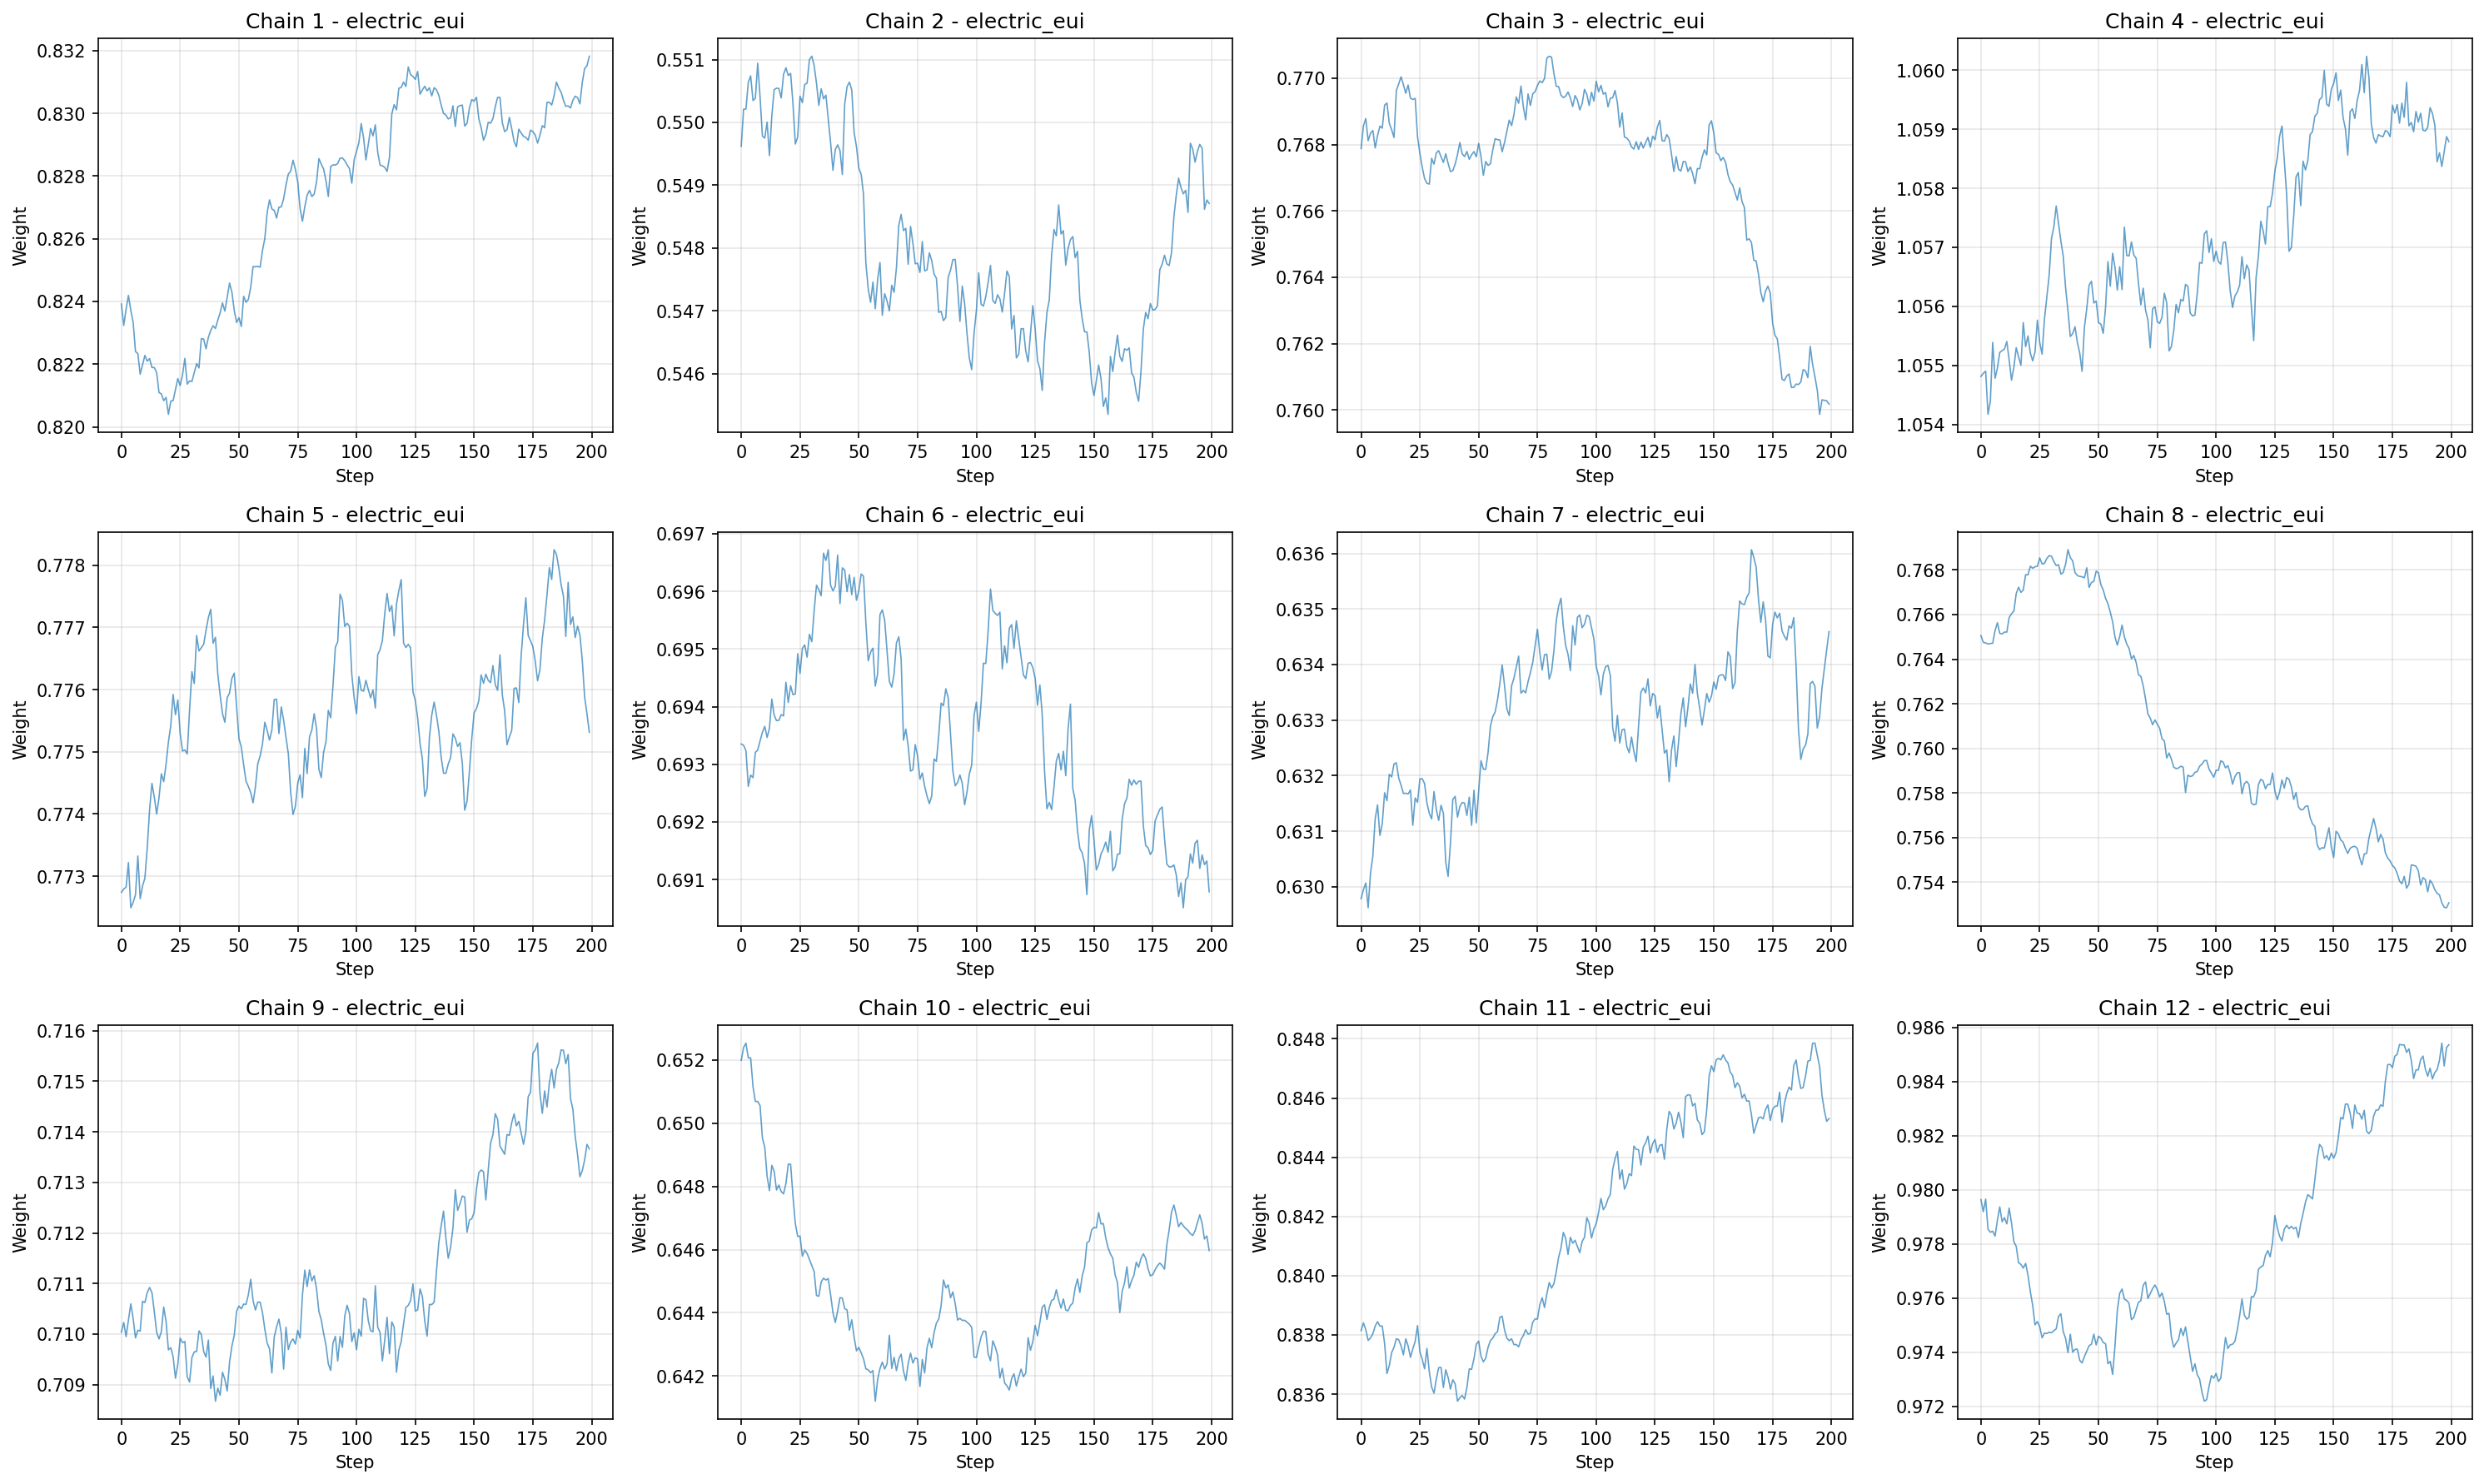 Chain 1 - electric_eui
0.832
0.830
0.828
0.826
0.824
0.822
0.820
Weight
0 25 50 75 100 125 150 175 200
Step
Chain 2 - electric_eui
0.551
0.550
0.549
0.548
0.547
0.546
Weight
0 25 50 75 100 125 150 175 200
Step
Chain 3 - electric_eui
0.770
0.768
0.766
0.764
0.762
0.760
Weight
0 25 50 75 100 125 150 175 200
Step
Chain 4 - electric_eui
1.060
1.059
1.058
1.057
1.056
1.055
1.054
Weight
0 25 50 75 100 125 150 175 200
Step
Chain 5 - electric_eui
0.778
0.777
0.776
0.775
0.774
0.773
Weight
0 25 50 75 100 125 150 175 200
Step
Chain 6 - electric_eui
0.697
0.696
0.695
0.694
0.693
0.692
0.691
Weight
0 25 50 75 100 125 150 175 200
Step
Chain 7 - electric_eui
0.636
0.635
0.634
0.633
0.632
0.631
0.630
Weight
0 25 50 75 100 125 150 175 200
Step
Chain 8 - electric_eui
0.768
0.766
0.764
0.762
0.760
0.758
0.756
0.754
Weight
0 25 50 75 100 125 150 175 200
Step
Chain 9 - electric_eui
0.716
0.715
0.714
0.713
0.712
0.711
0.710
0.709
Weight
0 25 50 75 100 125 150 175 200
Step
Chain 10 - electric_eui
0.652
0.650
0.648
0.646
0.644
0.642
Weight
0 25 50 75 100 125 150 175 200
Step
Chain 11 - electric_eui
0.848
0.846
0.844
0.842
0.840
0.838
0.836
Weight
0 25 50 75 100 125 150 175 200
Step
Chain 12 - electric_eui
0.986
0.984
0.982
0.980
0.978
0.976
0.974
0.972
Weight
0 25 50 75 100 125 150 175 200
Step